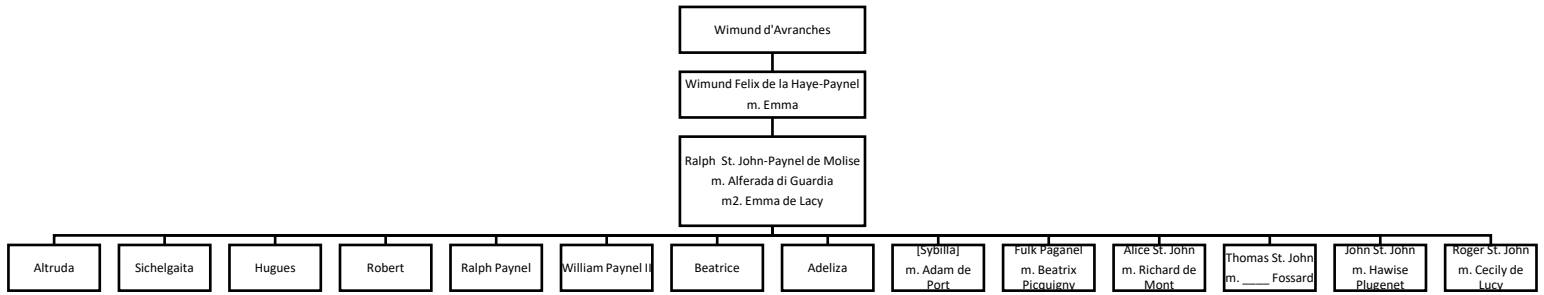 Wimund d'Avranches
Wimund Felix de la Haye-Paynel
m. Emma
Ralph St. John-Paynel de Molise
m. Alferada di Guardia
m2. Emma de Lacy
Altruda
Sichelgaita
Hugues
Robert
Ralph Paynel
William Paynel II
Beatrice
Adeliza
[Sybilla]
m. Adam de
Port
Fulk Paganel
m. Beatrix
Picquigny
Alice St. John
m. Richard de
Mont
Thomas St. John
m. ____ Fossard
John St. John
m. Hawise
Plugenet
Roger St. John
m. Cecily de
Lucy